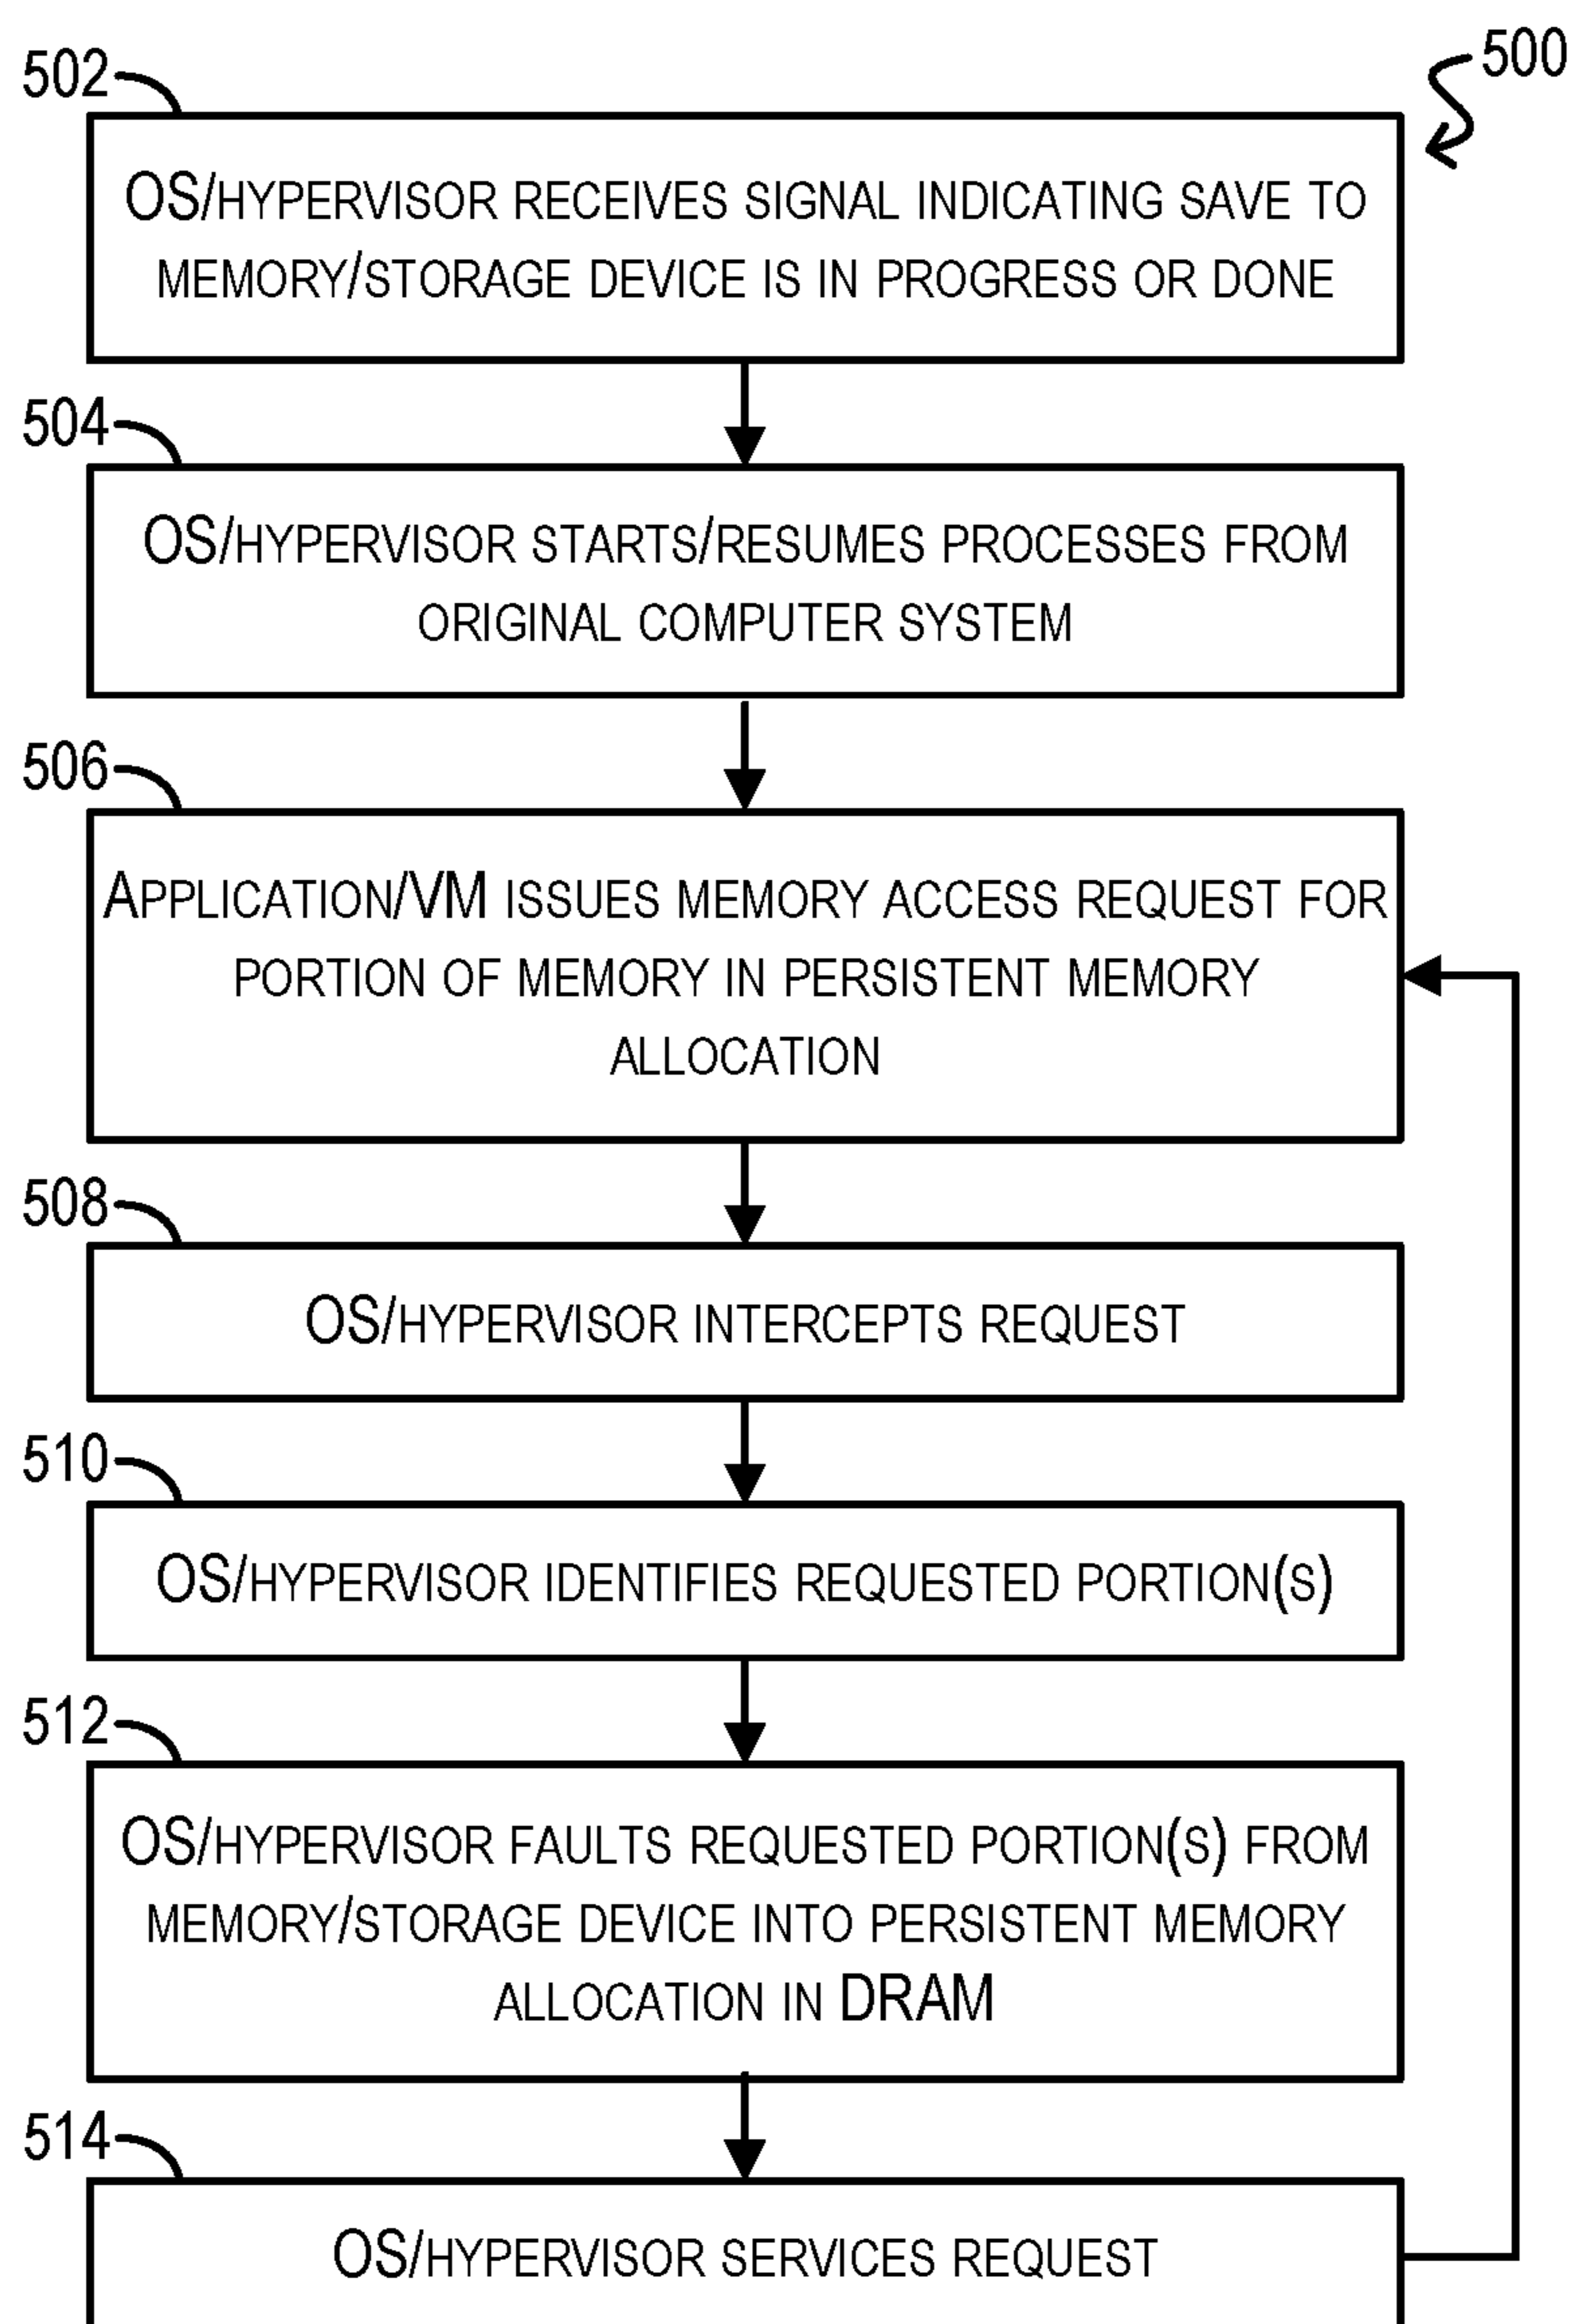 500
502
OS/HYPERVISOR RECEIVES SIGNAL INDICATING SAVE TO
MEMORY/STORAGE DEVICE IS IN PROGRESS OR DONE
504
OS/HYPERVISOR STARTS/RESUMES PROCESSES FROM
ORIGINAL COMPUTER SYSTEM
506
APPLICATION/VM ISSUES MEMORY ACCESS REQUEST FOR
PORTION OF MEMORY IN PERSISTENT MEMORY
ALLOCATION
508
OS/HYPERVISOR INTERCEPTS REQUEST
510
OS/HYPERVISOR IDENTIFIES REQUESTED PORTION(S)
512
OS/HYPERVISOR FAULTS REQUESTED PORTION(S) FROM
MEMORY/STORAGE DEVICE INTO PERSISTENT MEMORY
ALLOCATION IN DRAM
514
OS/HYPERVISOR SERVICES REQUEST